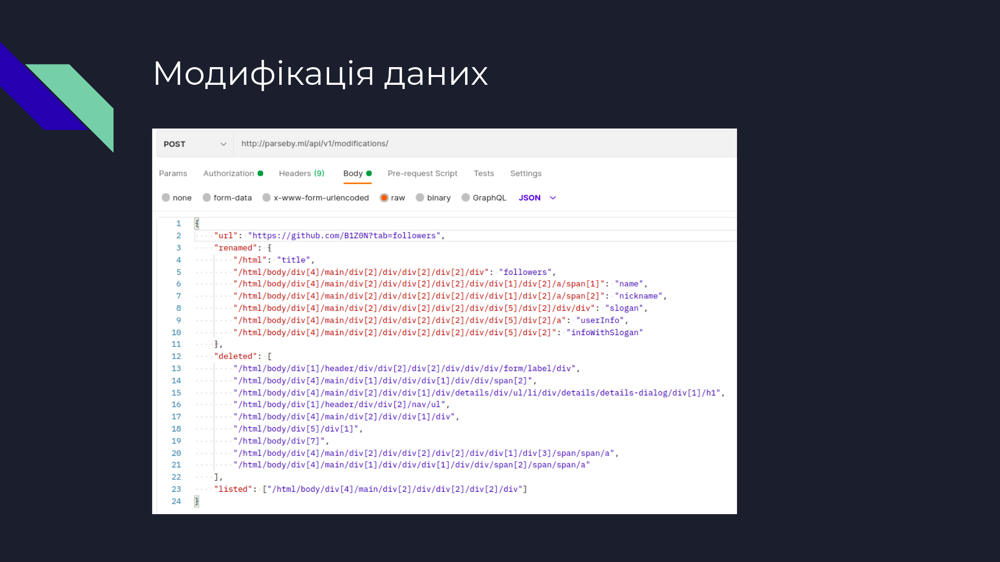 Модифікація даних
POST http://parseby.ml/api/v1/modifications/
Params Authorization Headers (9) Body Pre-request Script Tests Settings
none form-data x-www-form-urlencoded raw binary GraphQL JSON
1 {
2 "url": "https://github.com/B1Z0N?tab=followers",
3 "renamed": {
4 "/html": "title",
5 "/html/body/div[4]/main/div[2]/div/div[2]/div[2]/div": "followers",
6 "/html/body/div[4]/main/div[2]/div/div[2]/div[2]/div/div[1]/div[2]/a/span[1]": "name",
7 "/html/body/div[4]/main/div[2]/div/div[2]/div[2]/div/div[1]/div[2]/a/span[2]": "nickname",
8 "/html/body/div[4]/main/div[2]/div/div[2]/div[2]/div/div[5]/div[2]/div/div": "slogan",
9 "/html/body/div[4]/main/div[2]/div/div[2]/div[2]/div/div[5]/div[2]/a": "userInfo",
10 "/html/body/div[4]/main/div[2]/div/div[2]/div[2]/div/div[5]/div[2]": "infoWithSlogan"
11 },
12 "deleted": [
13 "/html/body/div[1]/header/div/div[2]/div[2]/div/div/div/form/label/div",
14 "/html/body/div[4]/main/div[1]/div/div/div[1]/div/div/span[2]",
15 "/html/body/div[4]/main/div[2]/div/div[1]/div/details/div/ul/li/div/details/details-dialog/div[1]/h1",
16 "/html/body/div[1]/header/div/div[2]/nav/ul",
17 "/html/body/div[4]/main/div[2]/div/div[1]/div",
18 "/html/body/div[5]/div[1]",
19 "/html/body/div[7]",
20 "/html/body/div[4]/main/div[2]/div/div[2]/div[2]/div/div[1]/div[3]/span/span/a",
21 "/html/body/div[4]/main/div[1]/div/div/div[1]/div/div/span[2]/span/span/a"
22 ],
23 "listed": ["/html/body/div[4]/main/div[2]/div/div[2]/div[2]/div"]
24 }